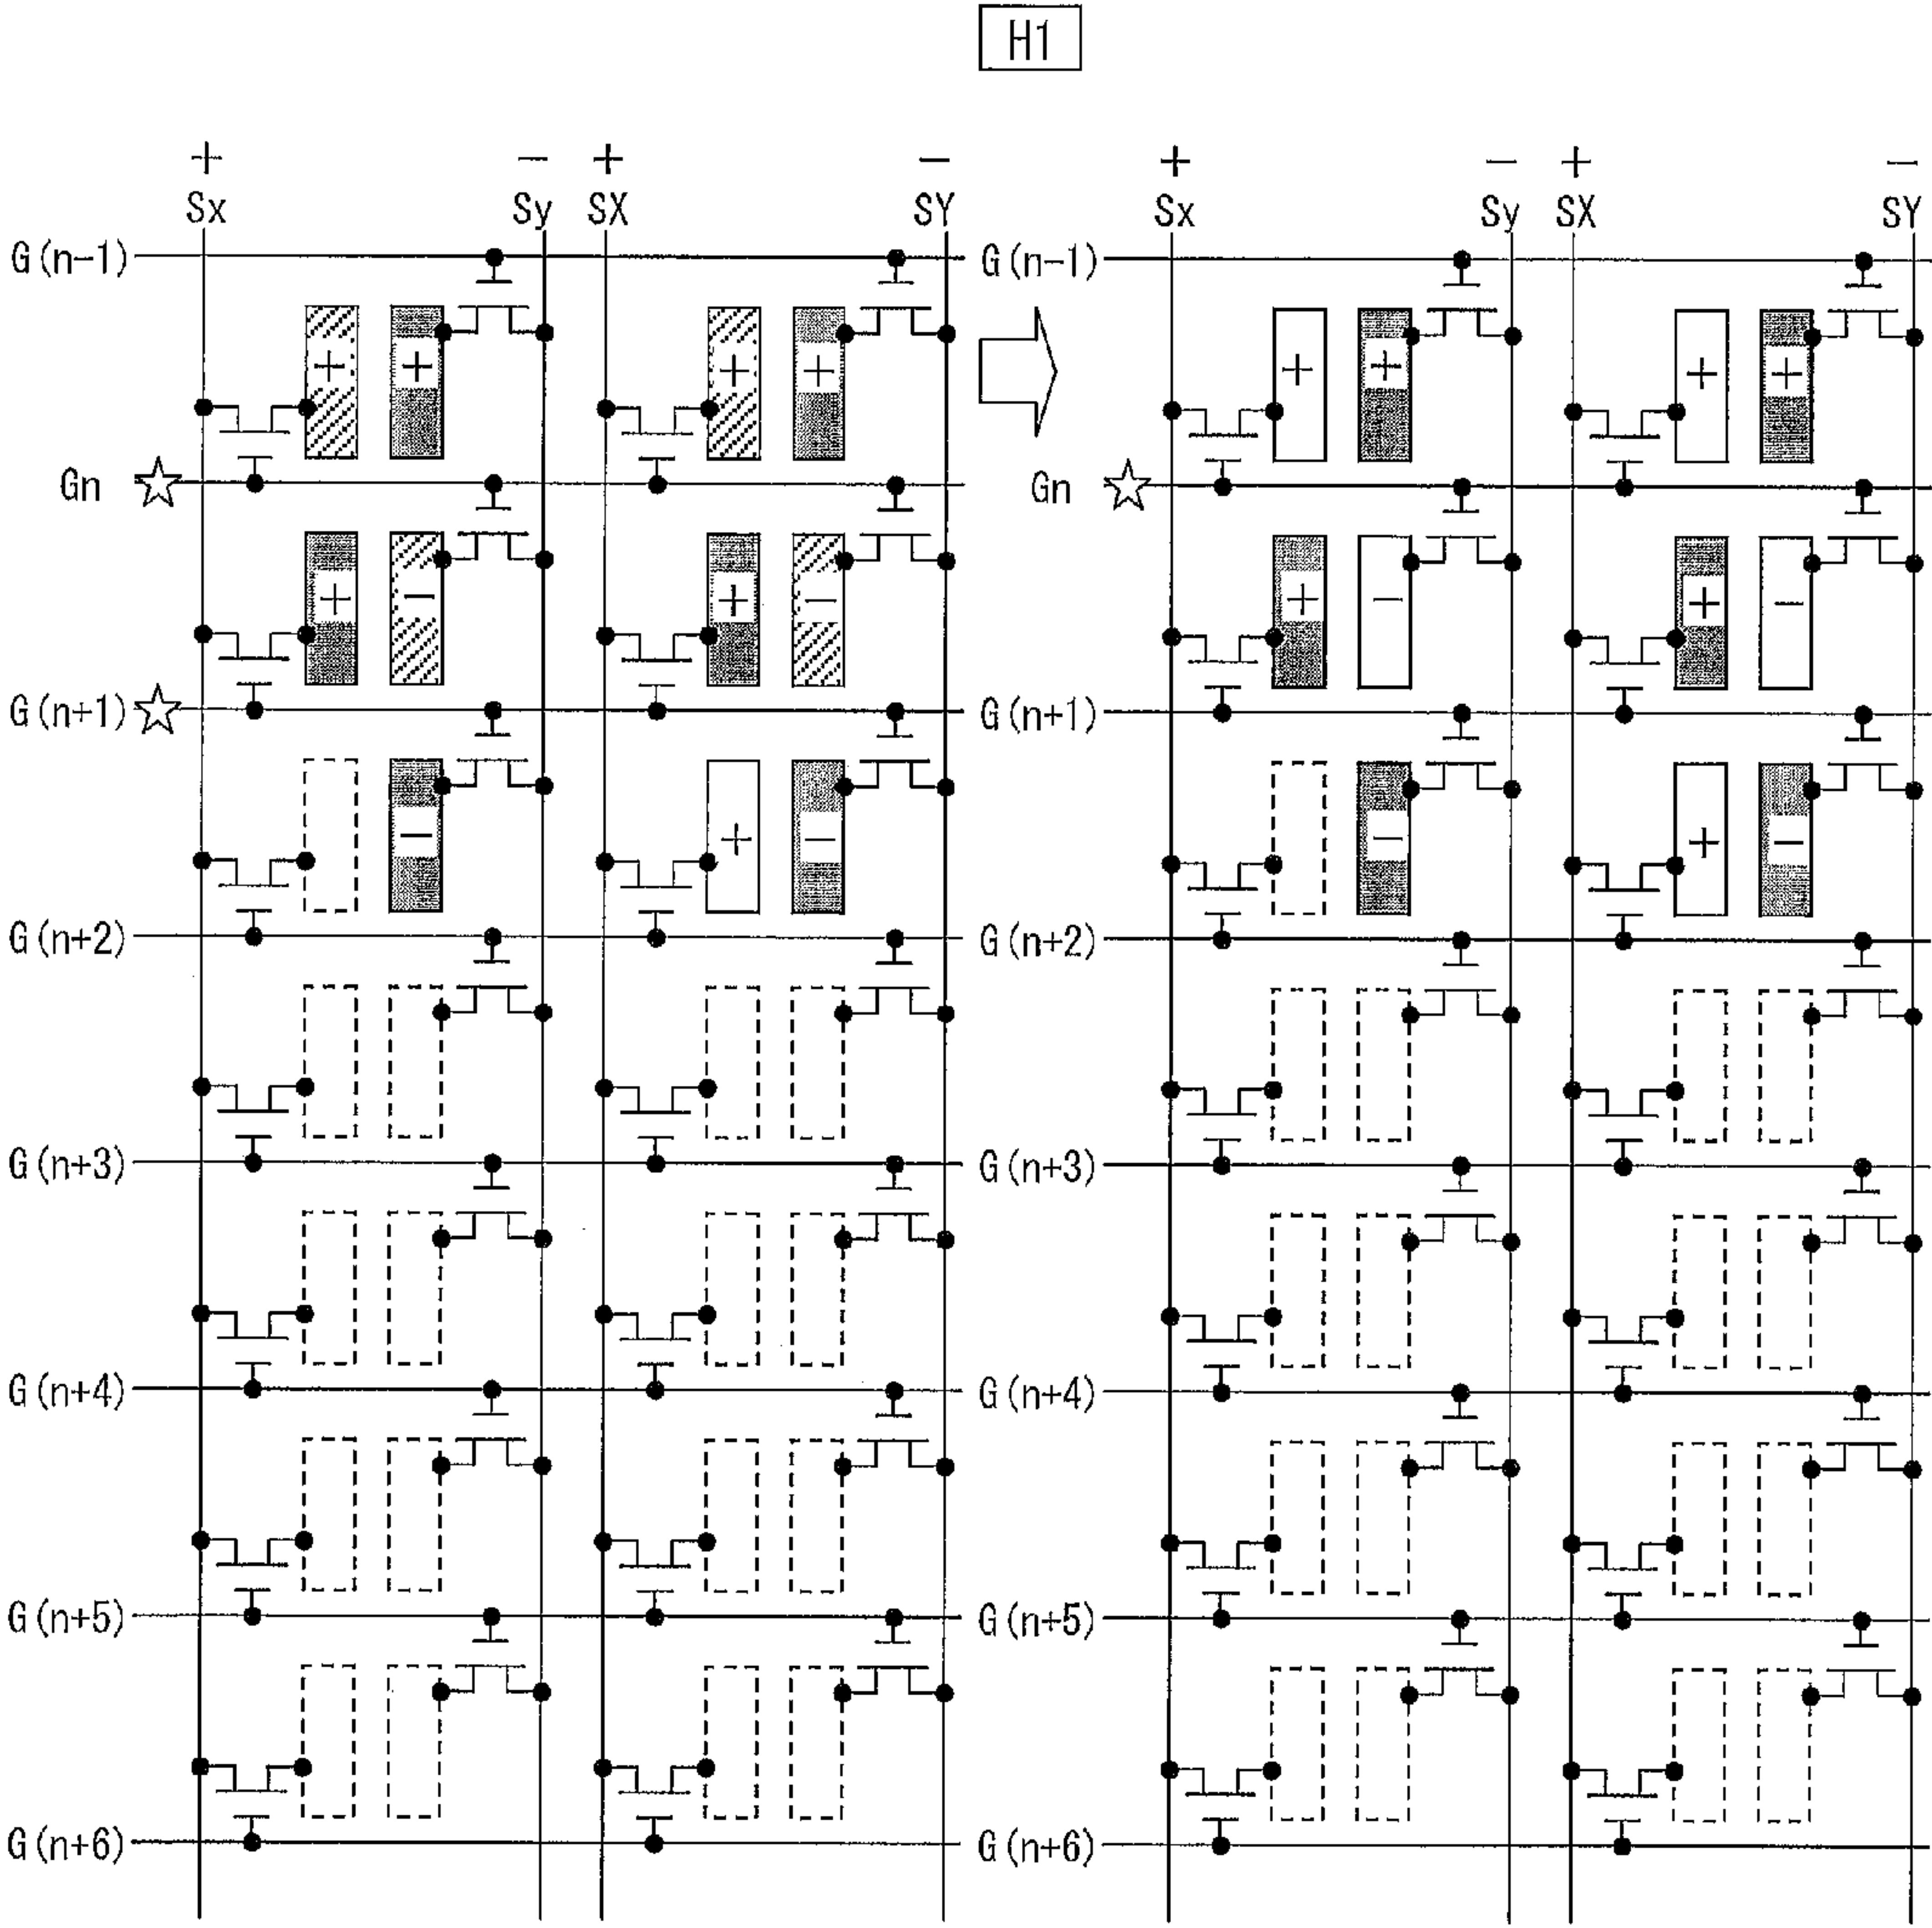 H1
+ − + − + − + −
Sx Sy SX SY Sx Sy SX SY
G(n-1) G(n-1)
+ + + + + + + +
Gn Gn
+ − + − + − + −
G(n+1) G(n+1)
− + − − + −
G(n+2) G(n+2)
G(n+3) G(n+3)
G(n+4) G(n+4)
G(n+5) G(n+5)
G(n+6) G(n+6)